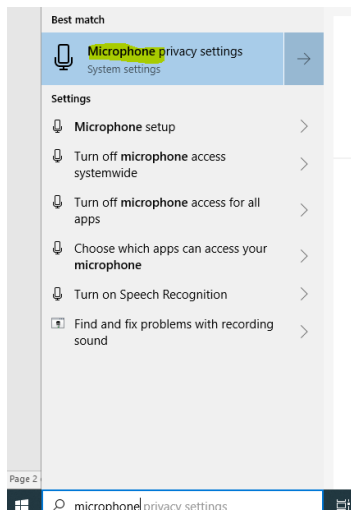 Best match
Microphone privacy settings
System settings
Settings
Microphone setup
Turn off microphone access
systemwide
Turn off microphone access for all
apps
Choose which apps can access your
microphone
Turn on Speech Recognition
Find and fix problems with recording
sound
Page 2
microphone privacy settings